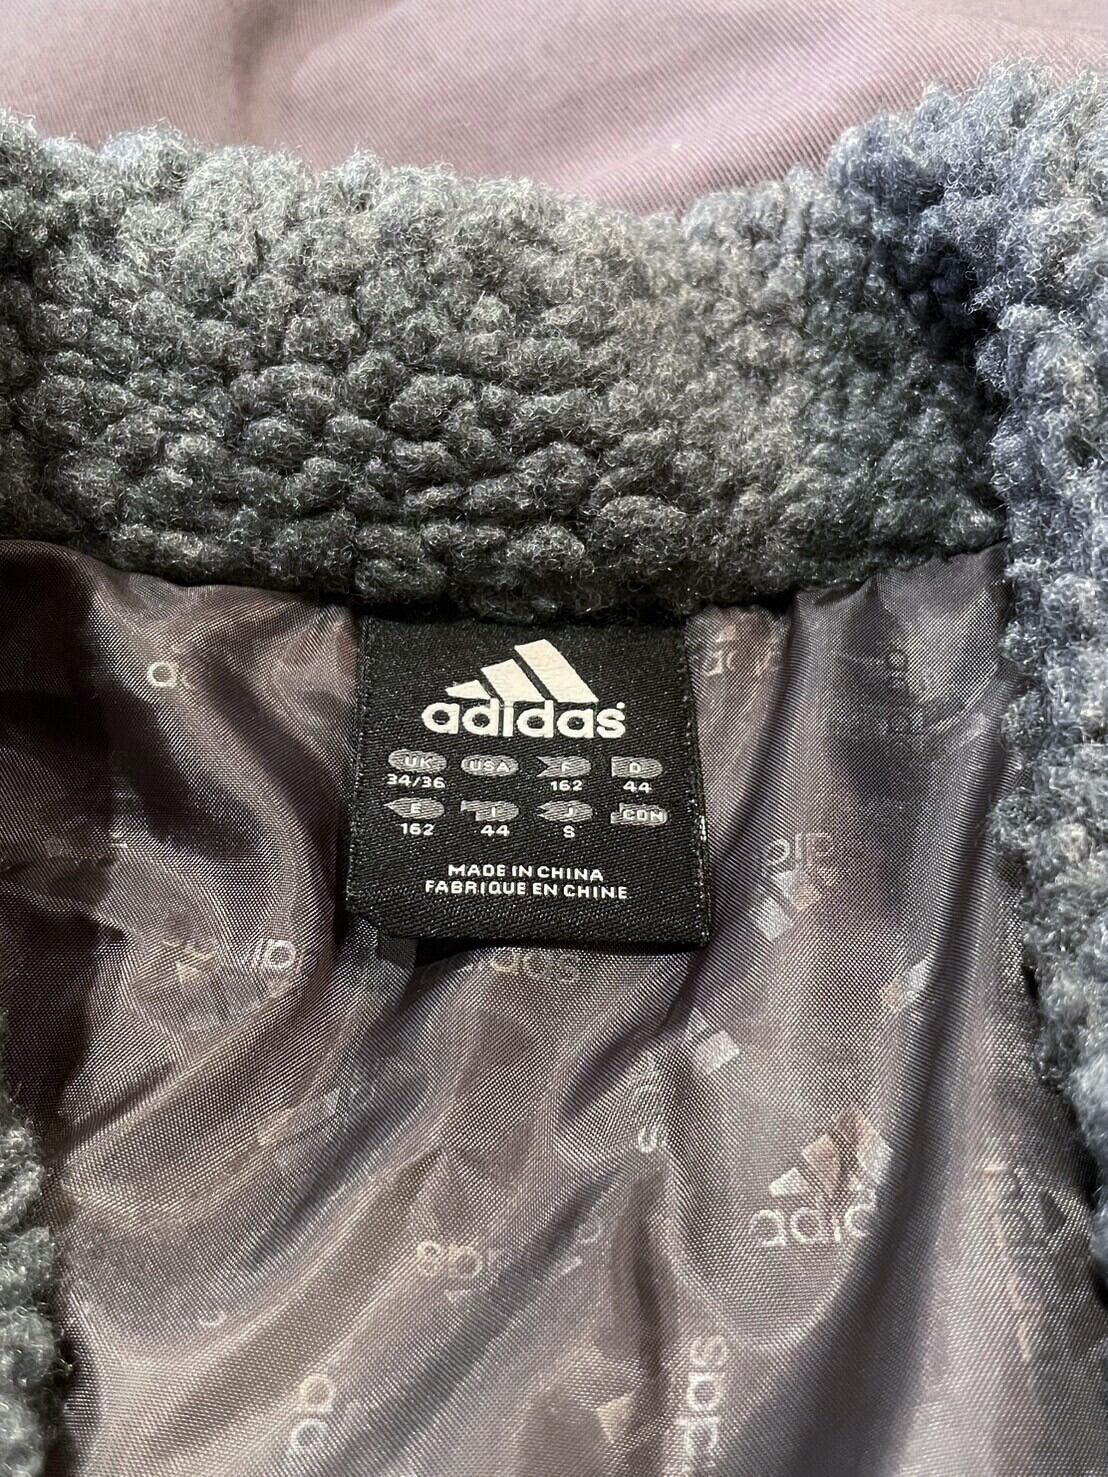 adidas
UK USA F D
34/36 162 44
E I J CDN
162 44 S
MADE IN CHINA
FABRIQUE EN CHINE